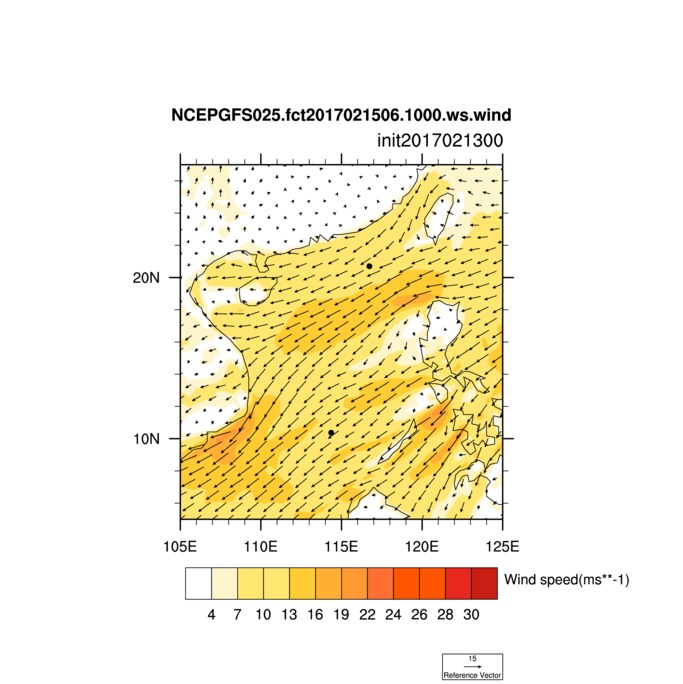 NCEPGFS025.fct2017021506.1000.ws.wind
init2017021300
20N
10N
105E 110E 115E 120E 125E
Wind speed(ms**-1)
4 7 10 13 16 19 22 24 26 28 30
15
Reference Vector